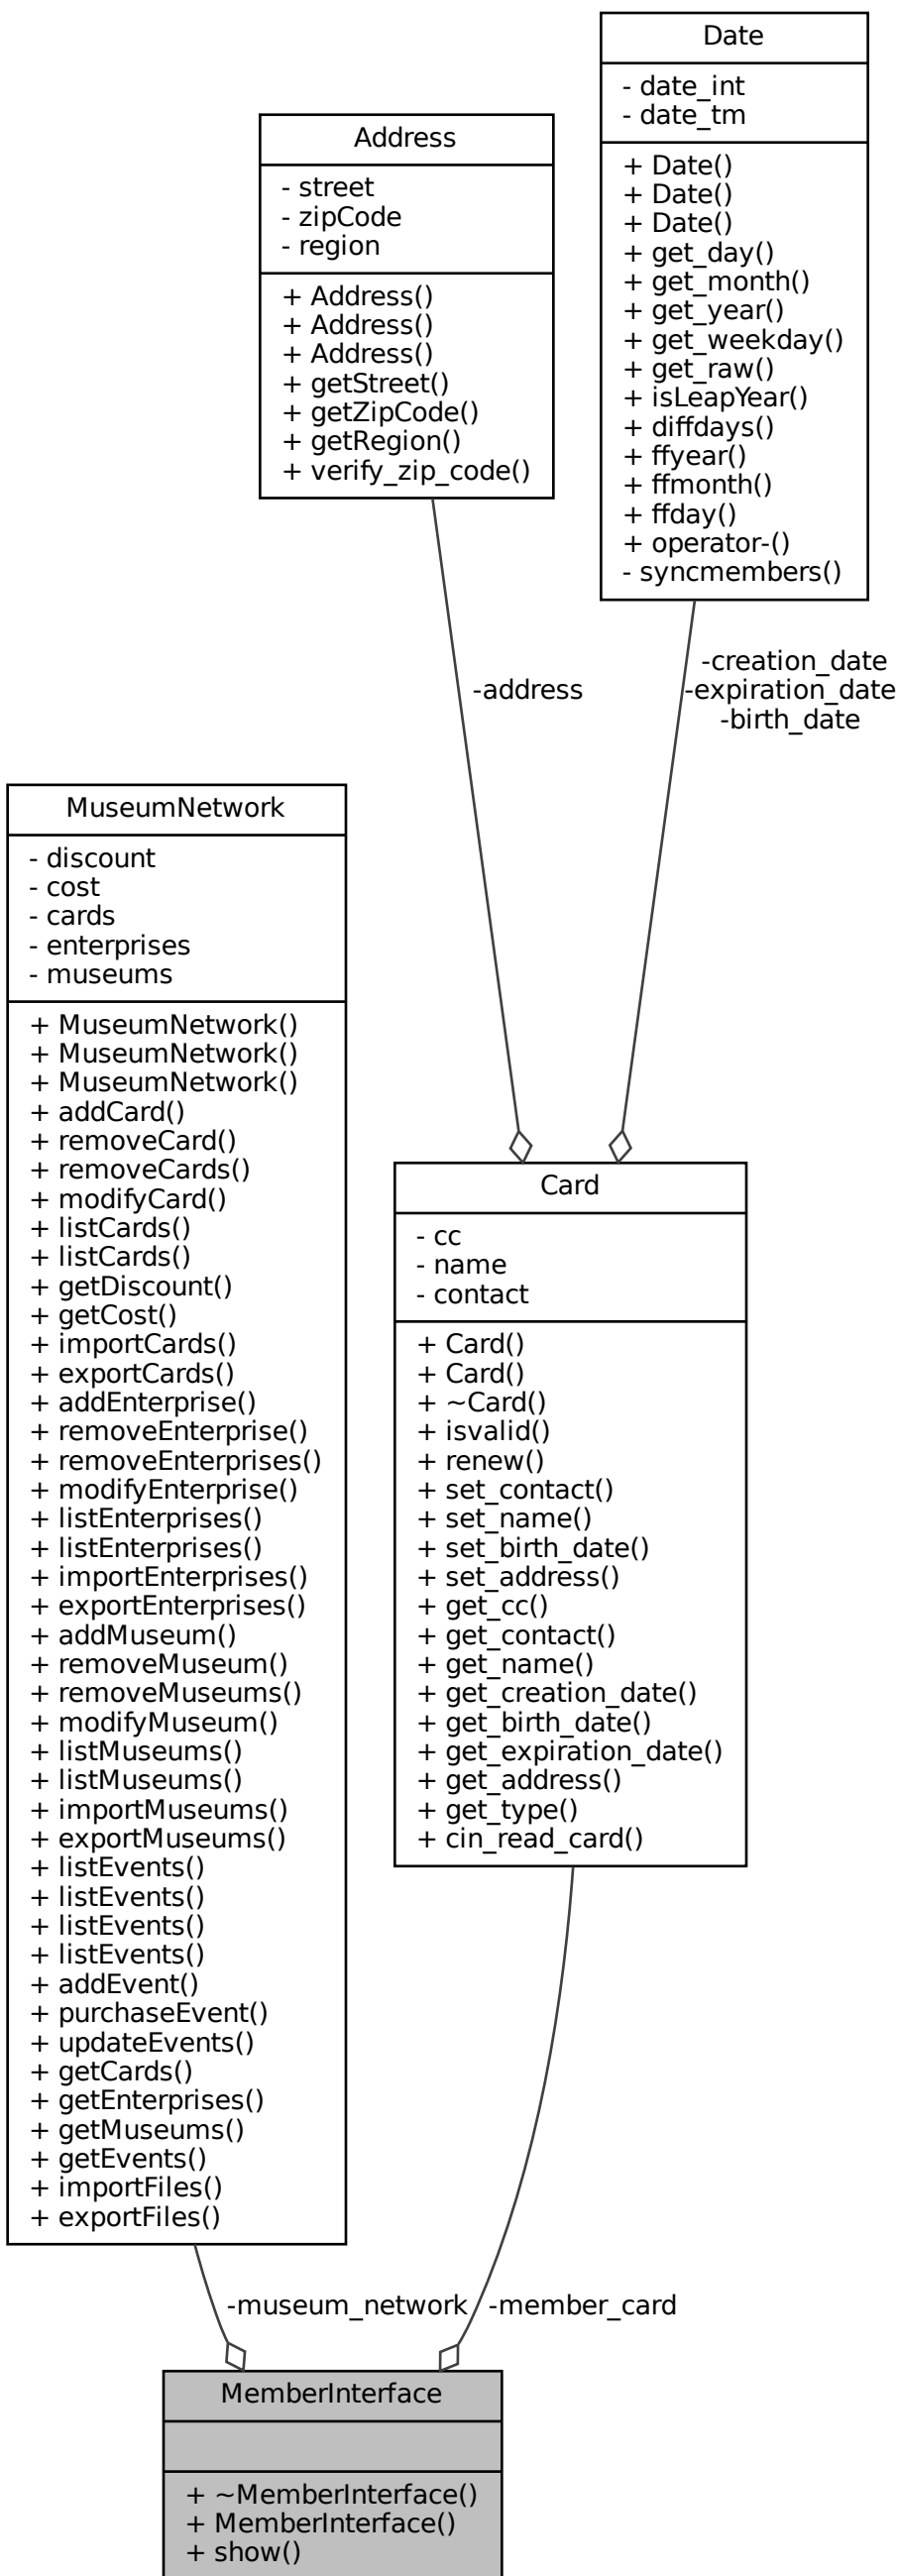 Date
- date_int
- date_tm
+ Date()
+ Date()
+ Date()
+ get_day()
+ get_month()
+ get_year()
+ get_weekday()
+ get_raw()
+ isLeapYear()
+ diffdays()
+ ffyear()
+ ffmonth()
+ ffday()
+ operator-()
- syncmembers()
Address
- street
- zipCode
- region
+ Address()
+ Address()
+ Address()
+ getStreet()
+ getZipCode()
+ getRegion()
+ verify_zip_code()
-address
-creation_date
-expiration_date
-birth_date
MuseumNetwork
- discount
- cost
- cards
- enterprises
- museums
+ MuseumNetwork()
+ MuseumNetwork()
+ MuseumNetwork()
+ addCard()
+ removeCard()
+ removeCards()
+ modifyCard()
+ listCards()
+ listCards()
+ getDiscount()
+ getCost()
+ importCards()
+ exportCards()
+ addEnterprise()
+ removeEnterprise()
+ removeEnterprises()
+ modifyEnterprise()
+ listEnterprises()
+ listEnterprises()
+ importEnterprises()
+ exportEnterprises()
+ addMuseum()
+ removeMuseum()
+ removeMuseums()
+ modifyMuseum()
+ listMuseums()
+ listMuseums()
+ importMuseums()
+ exportMuseums()
+ listEvents()
+ listEvents()
+ listEvents()
+ listEvents()
+ addEvent()
+ purchaseEvent()
+ updateEvents()
+ getCards()
+ getEnterprises()
+ getMuseums()
+ getEvents()
+ importFiles()
+ exportFiles()
Card
- cc
- name
- contact
+ Card()
+ Card()
+ ~Card()
+ isvalid()
+ renew()
+ set_contact()
+ set_name()
+ set_birth_date()
+ set_address()
+ get_cc()
+ get_contact()
+ get_name()
+ get_creation_date()
+ get_birth_date()
+ get_expiration_date()
+ get_address()
+ get_type()
+ cin_read_card()
-museum_network
-member_card
MemberInterface
+ ~MemberInterface()
+ MemberInterface()
+ show()